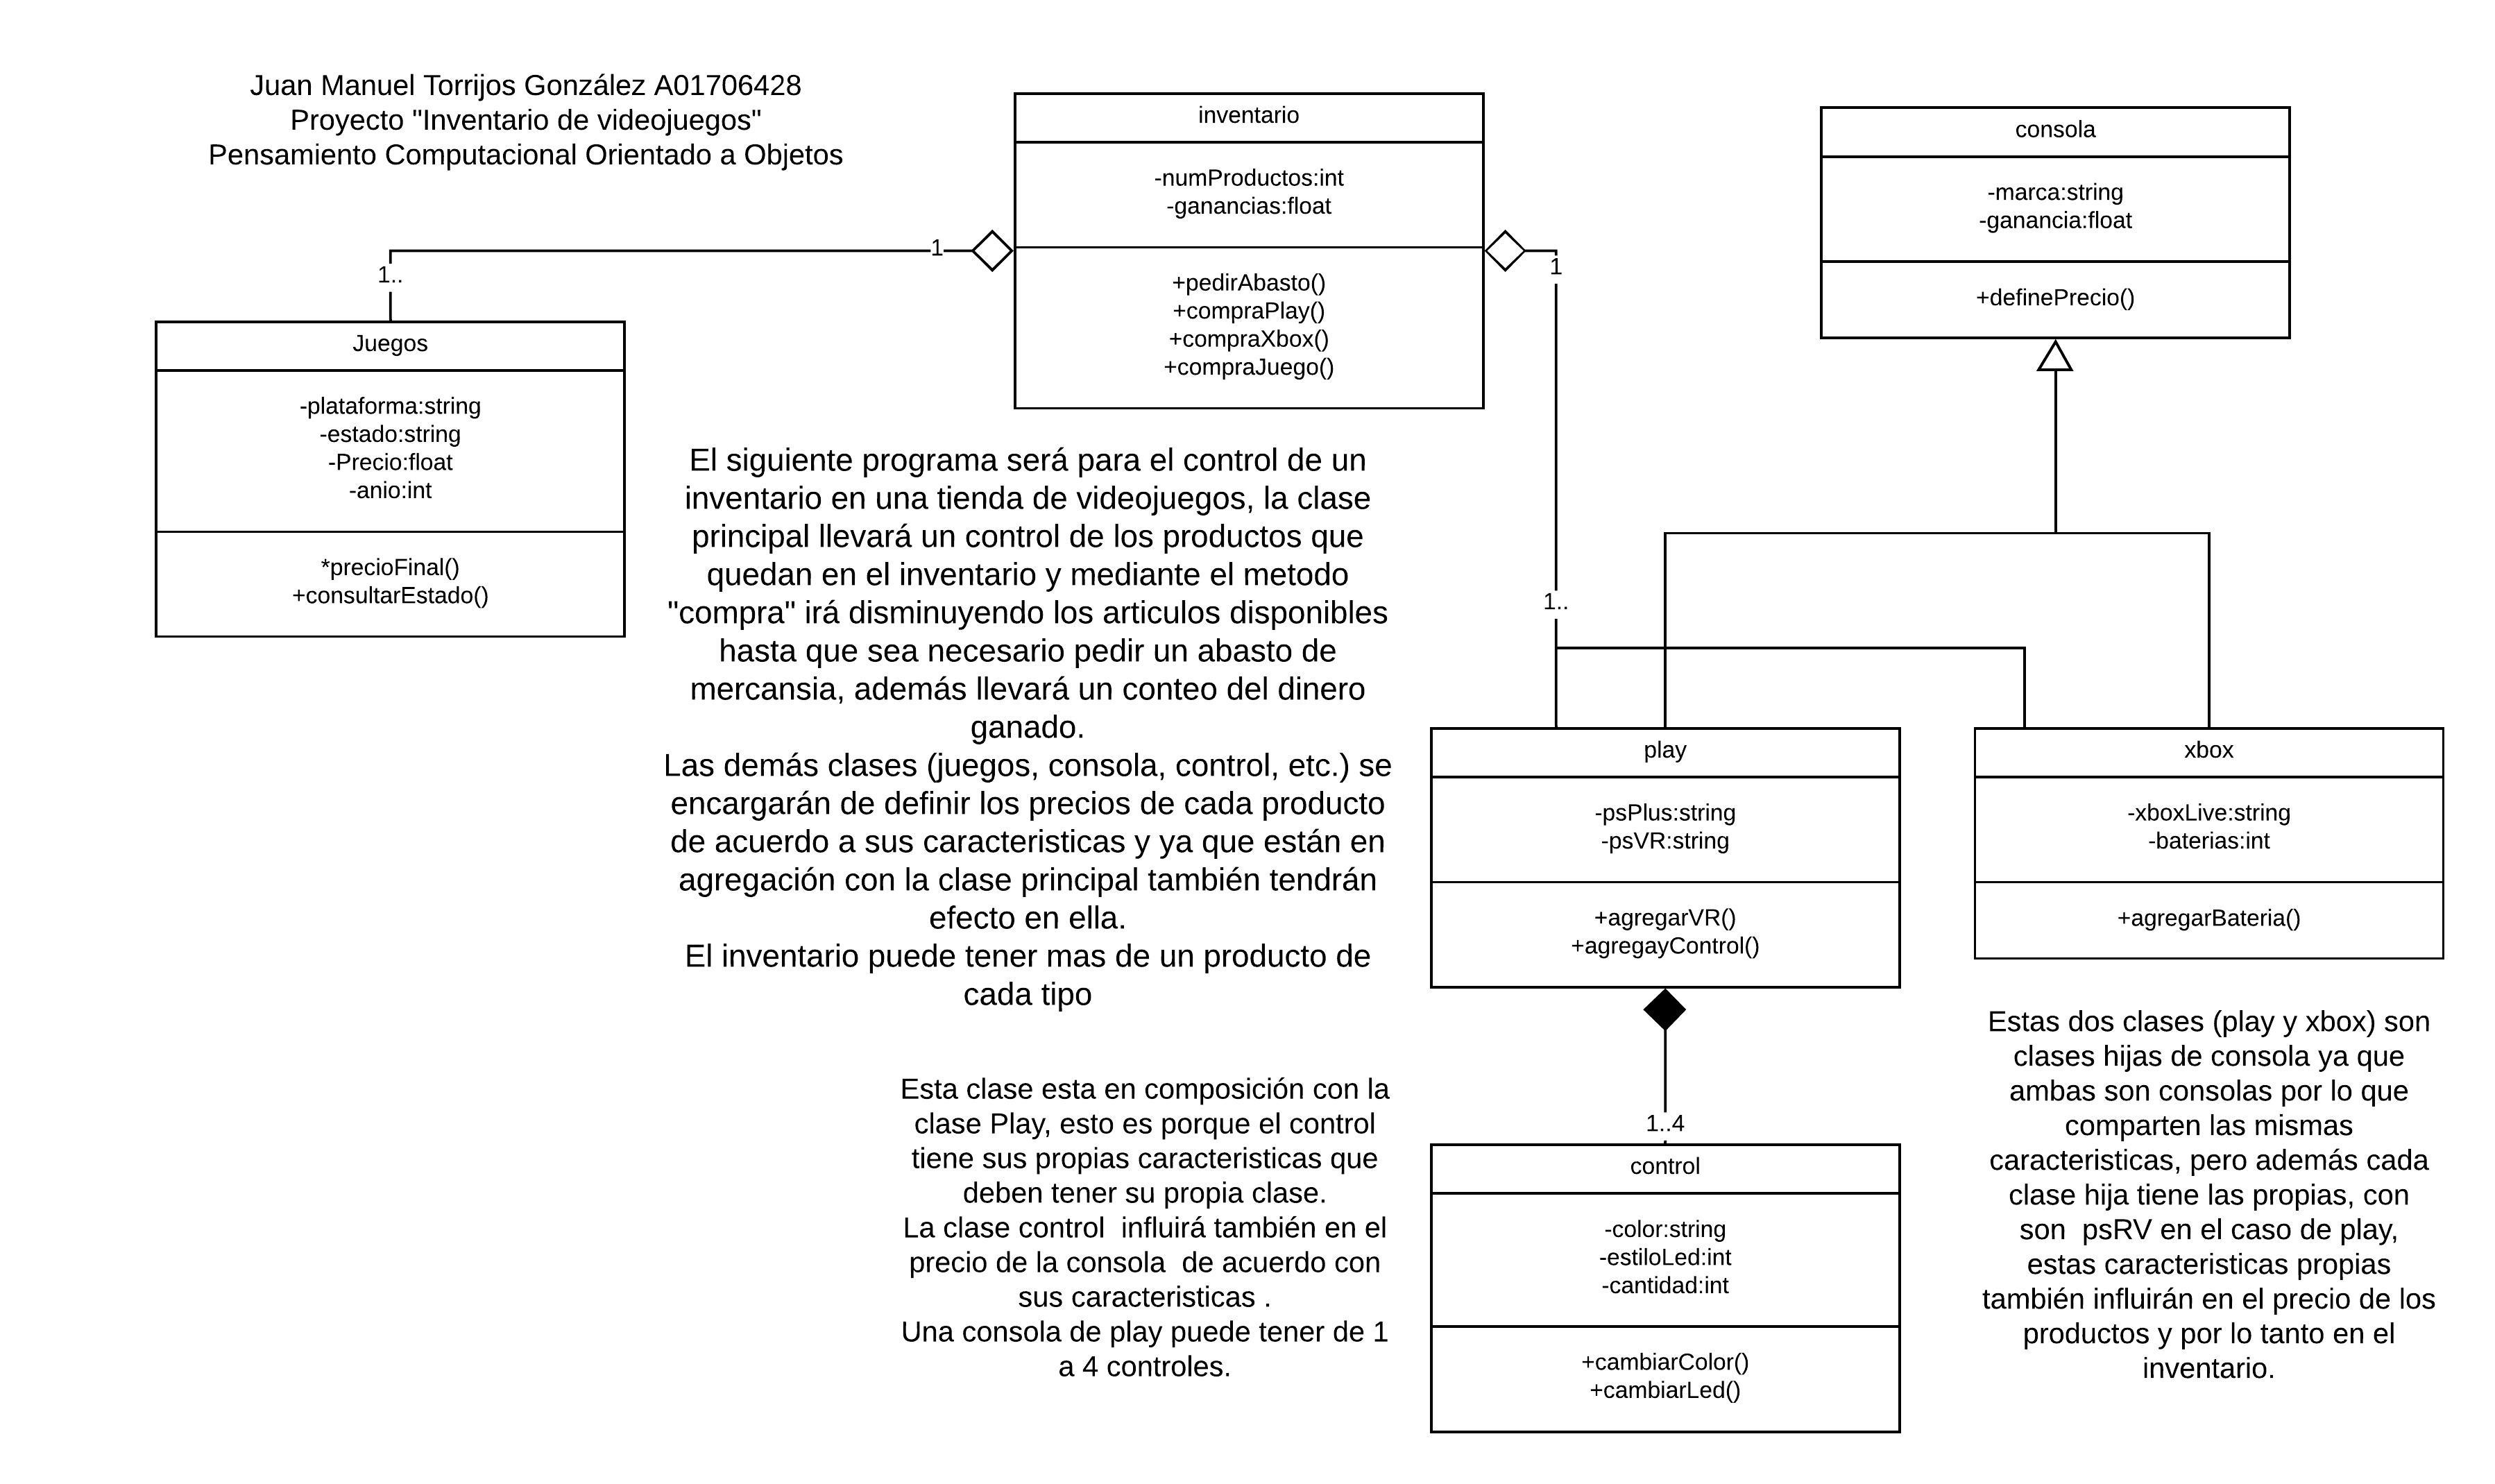 Juan Manuel Torrijos González A01706428
Proyecto "Inventario de videojuegos"
Pensamiento Computacional Orientado a Objetos
inventario
-numProductos:int
-ganancias:float
+pedirAbasto()
+compraPlay()
+compraXbox()
+compraJuego()
consola
-marca:string
-ganancia:float
+definePrecio()
1
1..
1
1..
Juegos
-plataforma:string
-estado:string
-Precio:float
-anio:int
*precioFinal()
+consultarEstado()
El siguiente programa será para el control de un
inventario en una tienda de videojuegos, la clase
principal llevará un control de los productos que
quedan en el inventario y mediante el metodo
"compra" irá disminuyendo los articulos disponibles
hasta que sea necesario pedir un abasto de
mercansia, además llevará un conteo del dinero
ganado.
Las demás clases (juegos, consola, control, etc.) se
encargarán de definir los precios de cada producto
de acuerdo a sus caracteristicas y ya que están en
agregación con la clase principal también tendrán
efecto en ella.
El inventario puede tener mas de un producto de
cada tipo
play
-psPlus:string
-psVR:string
+agregarVR()
+agregayControl()
xbox
-xboxLive:string
-baterias:int
+agregarBateria()
Esta clase esta en composición con la
clase Play, esto es porque el control
tiene sus propias caracteristicas que
deben tener su propia clase.
La clase control  influirá también en el
precio de la consola  de acuerdo con
sus caracteristicas .
Una consola de play puede tener de 1
a 4 controles.
1..4
control
-color:string
-estiloLed:int
-cantidad:int
+cambiarColor()
+cambiarLed()
Estas dos clases (play y xbox) son
clases hijas de consola ya que
ambas son consolas por lo que
comparten las mismas
caracteristicas, pero además cada
clase hija tiene las propias, con
son  psRV en el caso de play,
estas caracteristicas propias
también influirán en el precio de los
productos y por lo tanto en el
inventario.